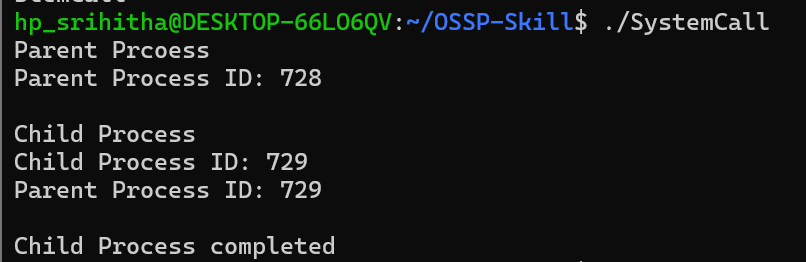 hp_srihitha@DESKTOP-66LO6QV:~/OSSP-Skill$ ./SystemCall
Parent Prcoess
Parent Process ID: 728
Child Process
Child Process ID: 729
Parent Process ID: 729
Child Process completed